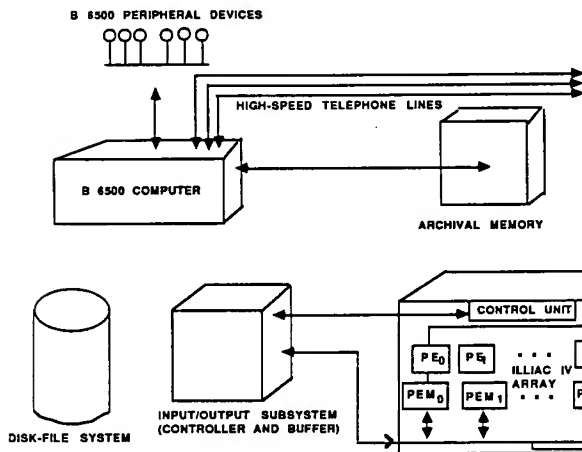 B 6500 PERIPHERAL DEVICES
HIGH-SPEED TELEPHONE LINES
B 6500 COMPUTER
ARCHIVAL MEMORY
CONTROL UNIT
PE0 PE1
ILLIAC IV
ARRAY
PEM0 PEM1 P
INPUT/OUTPUT SUBSYSTEM
(CONTROLLER AND BUFFER)
DISK-FILE SYSTEM